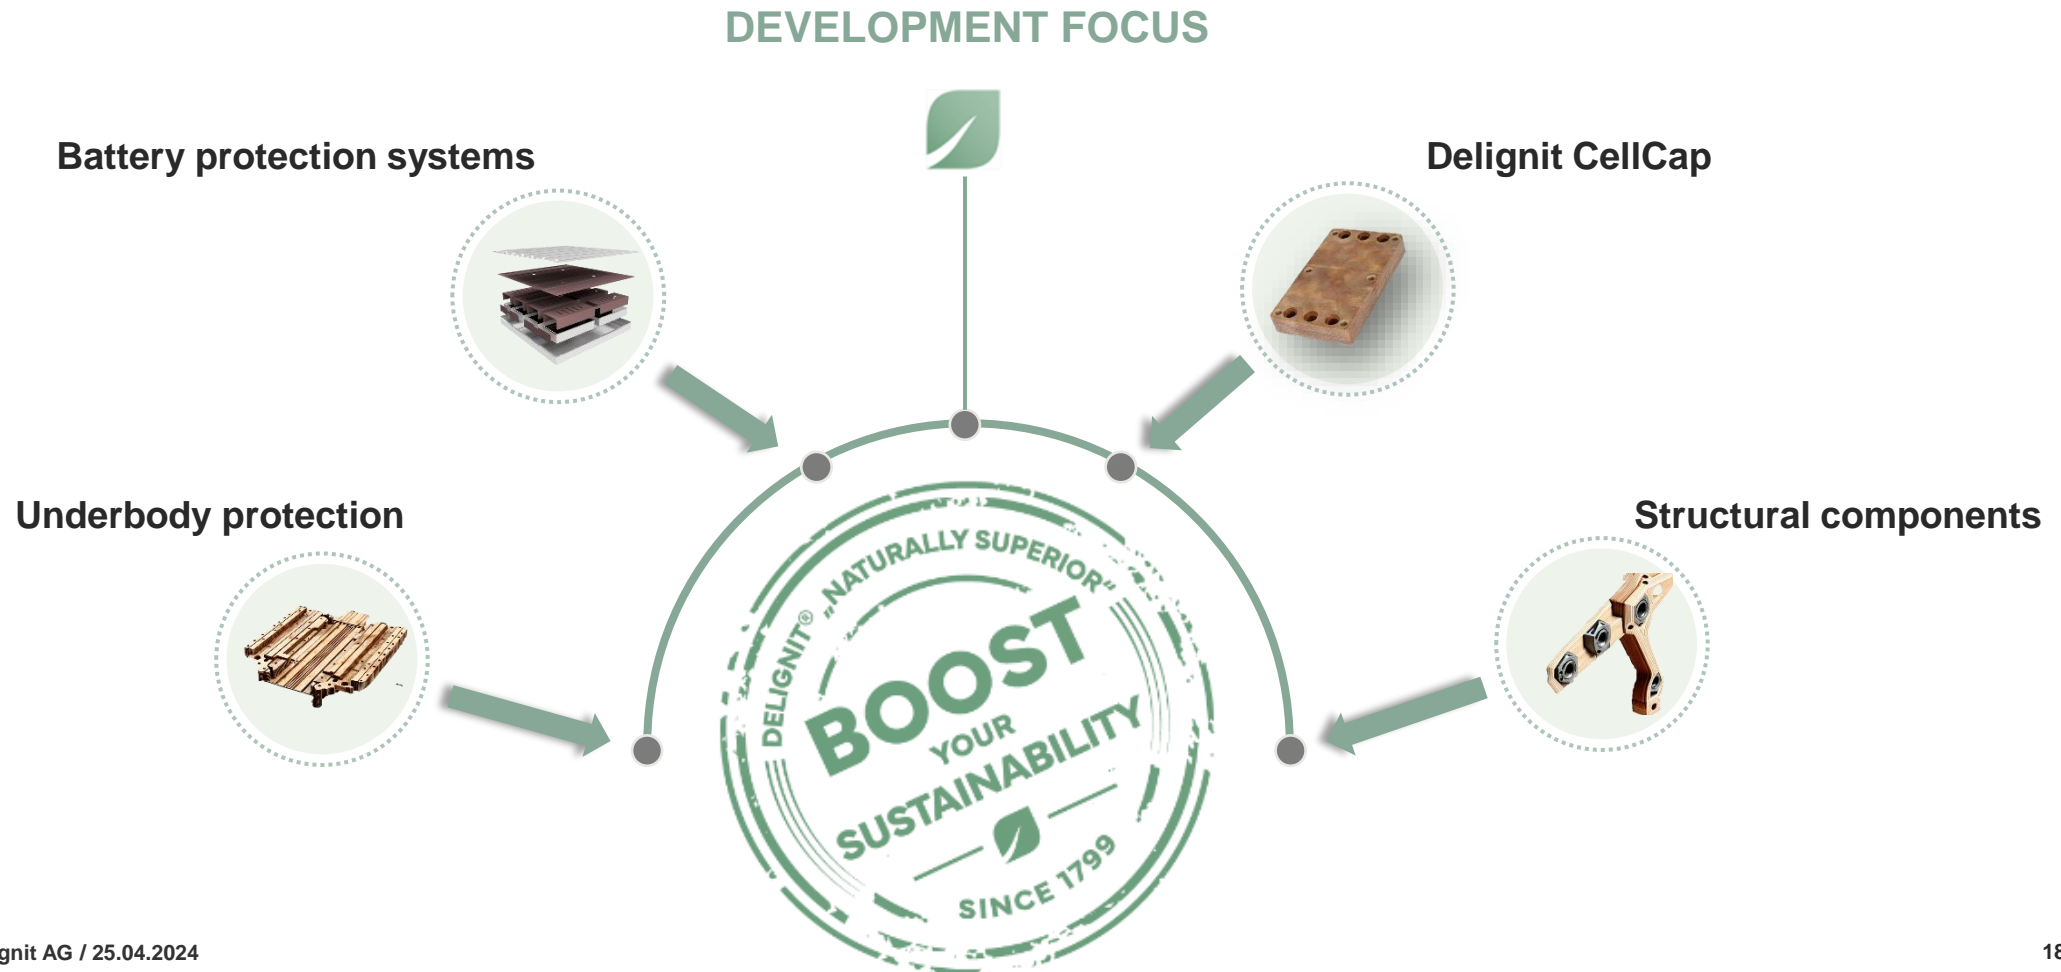 DEVELOPMENT FOCUS
Battery protection systems
Delignit CellCap
Underbody protection
Structural components
DELIGNIT® „NATURALLY SUPERIOR“
BOOST
YOUR
SUSTAINABILITY
SINCE 1799
gnit AG / 25.04.2024
18